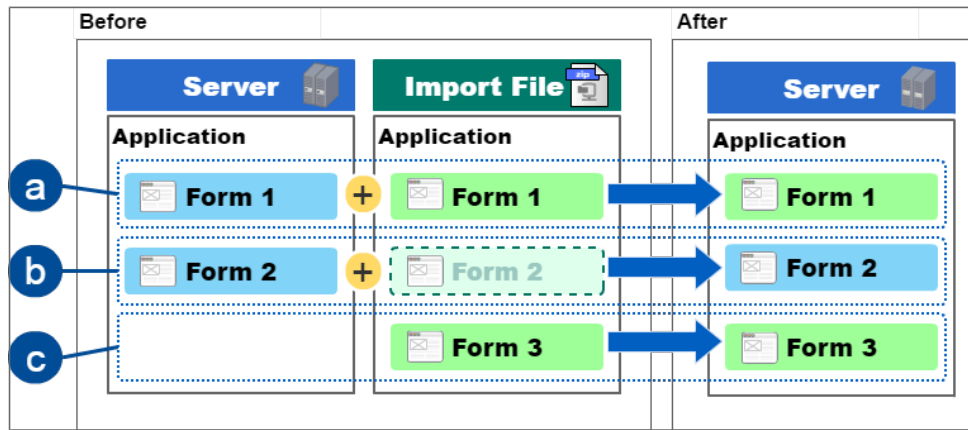 Before
After
Server
Import File
zip
Server
Application
Application
Application
a
Form 1
+
Form 1
Form 1
b
Form 2
+
Form 2
Form 2
c
Form 3
Form 3